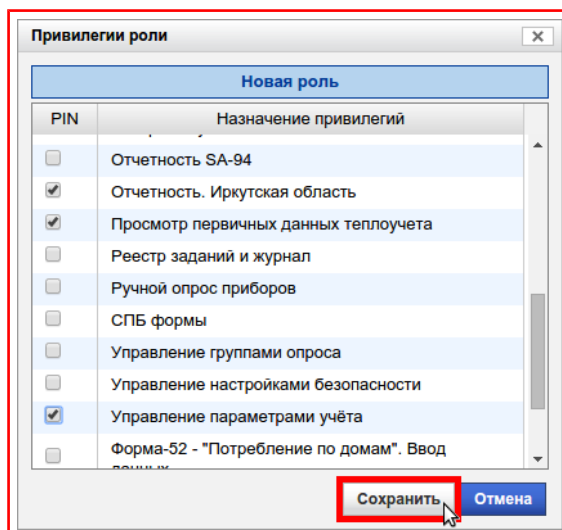 Привилегии роли
Новая роль
PIN Назначение привилегий
Отчетность SA-94
Отчетность. Иркутская область
Просмотр первичных данных теплоучета
Реестр заданий и журнал
Ручной опрос приборов
СПБ формы
Управление группами опроса
Управление настройками безопасности
Управление параметрами учёта
Форма-52 - "Потребление по домам". Ввод
Сохранить Отмена